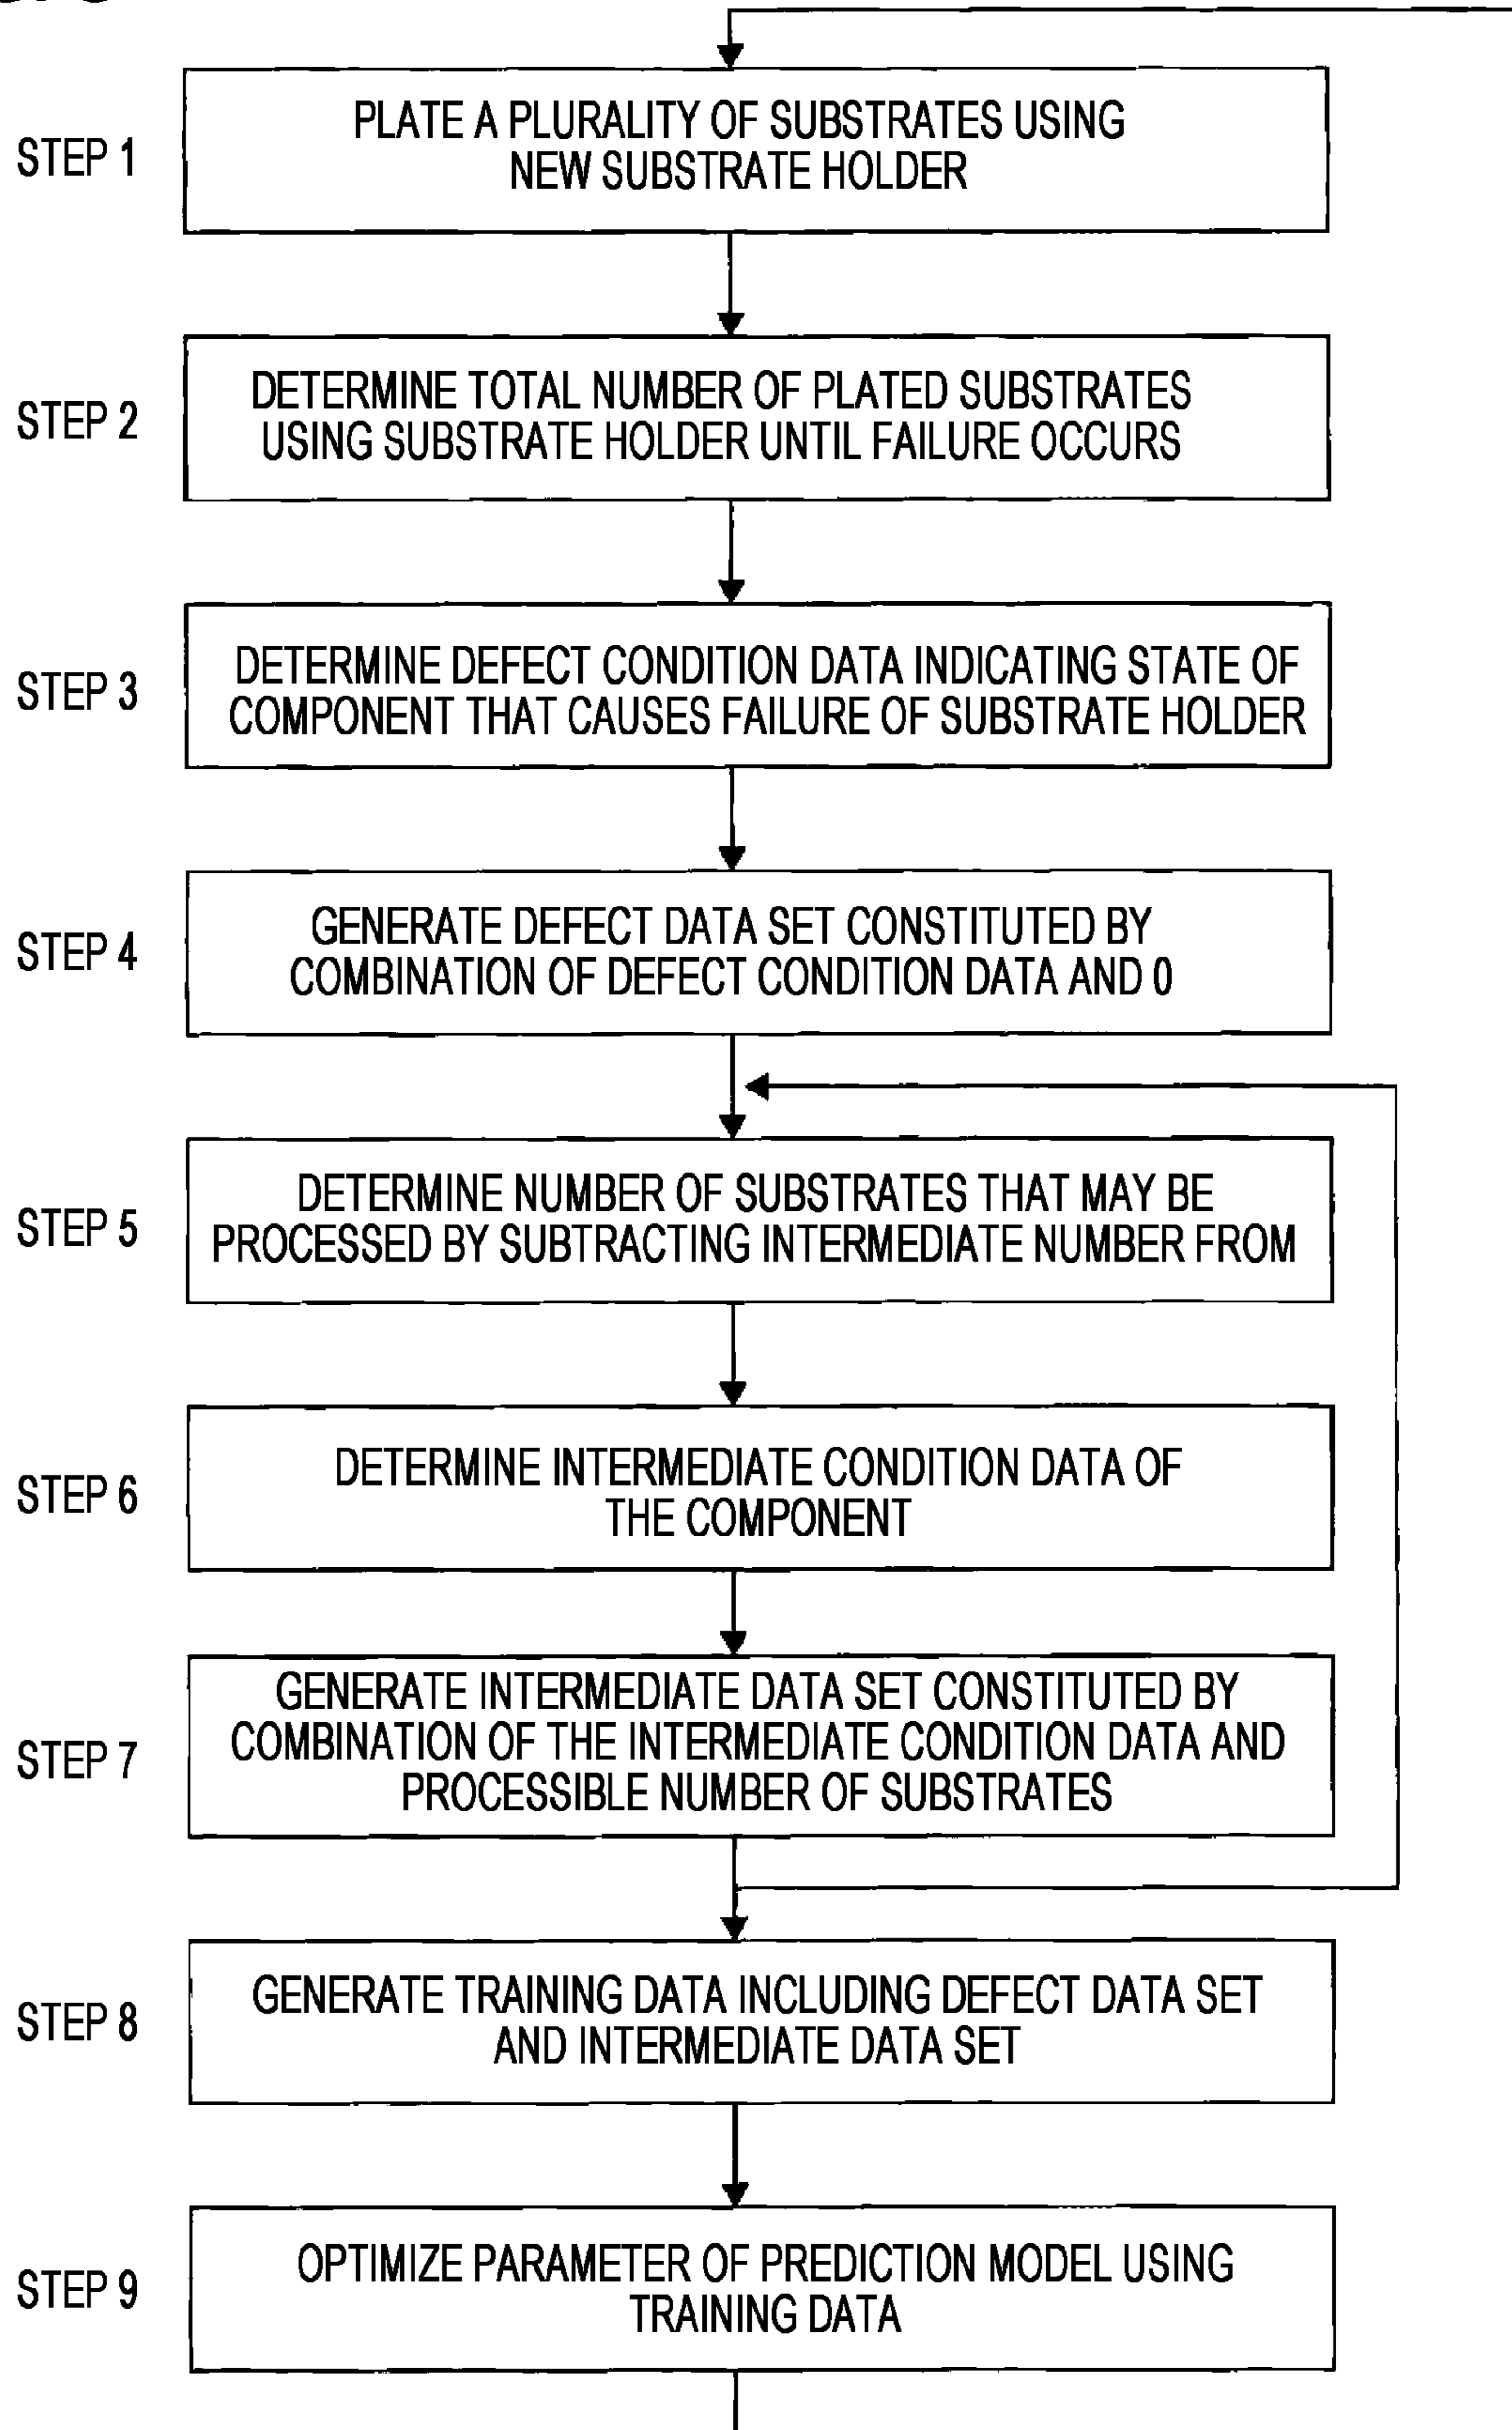 STEP 1
PLATE A PLURALITY OF SUBSTRATES USING
NEW SUBSTRATE HOLDER
STEP 2
DETERMINE TOTAL NUMBER OF PLATED SUBSTRATES
USING SUBSTRATE HOLDER UNTIL FAILURE OCCURS
STEP 3
DETERMINE DEFECT CONDITION DATA INDICATING STATE OF
COMPONENT THAT CAUSES FAILURE OF SUBSTRATE HOLDER
STEP 4
GENERATE DEFECT DATA SET CONSTITUTED BY
COMBINATION OF DEFECT CONDITION DATA AND 0
STEP 5
DETERMINE NUMBER OF SUBSTRATES THAT MAY BE
PROCESSED BY SUBTRACTING INTERMEDIATE NUMBER FROM
STEP 6
DETERMINE INTERMEDIATE CONDITION DATA OF
THE COMPONENT
STEP 7
GENERATE INTERMEDIATE DATA SET CONSTITUTED BY
COMBINATION OF THE INTERMEDIATE CONDITION DATA AND
PROCESSIBLE NUMBER OF SUBSTRATES
STEP 8
GENERATE TRAINING DATA INCLUDING DEFECT DATA SET
AND INTERMEDIATE DATA SET
STEP 9
OPTIMIZE PARAMETER OF PREDICTION MODEL USING
TRAINING DATA